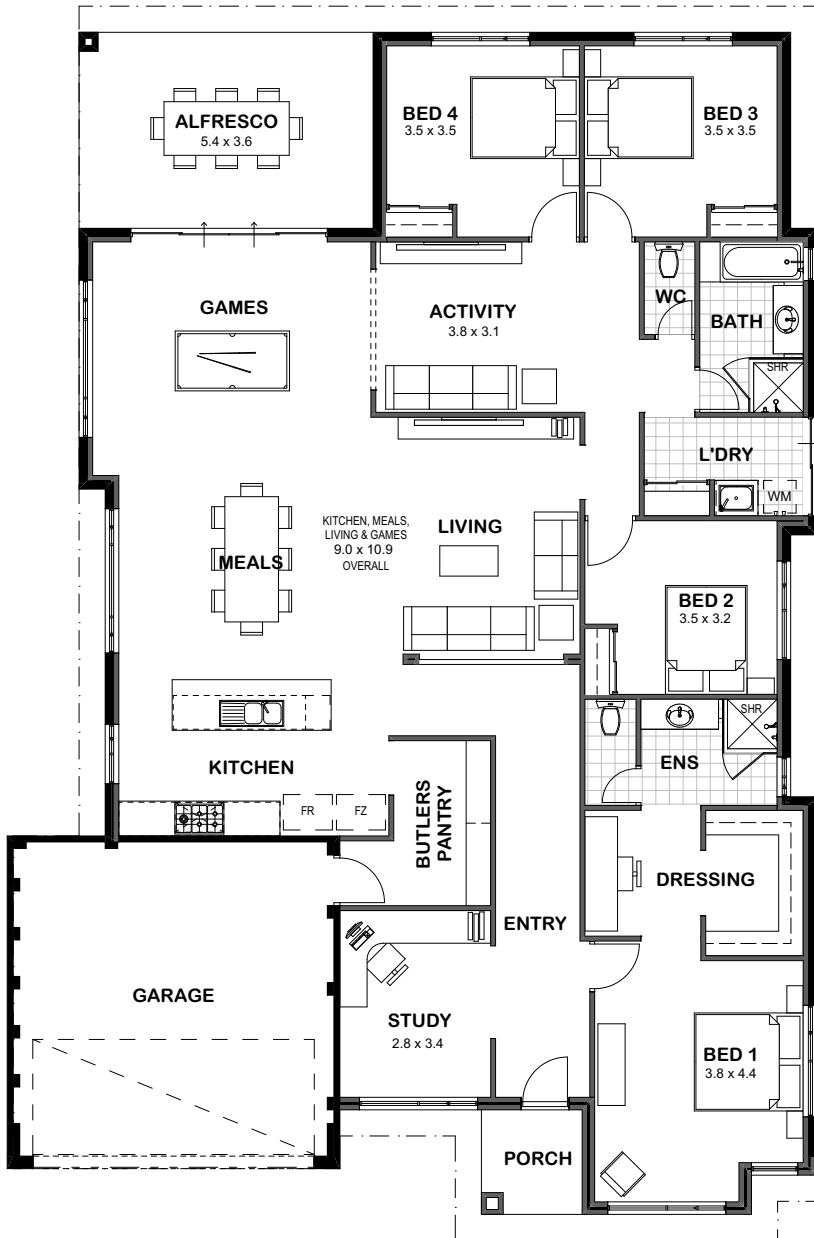 ALFRESCO
5.4 x 3.6
BED 4
3.5 x 3.5
BED 3
3.5 x 3.5
GAMES
ACTIVITY
3.8 x 3.1
WC
BATH
SHR
L'DRY
WM
KITCHEN, MEALS,
LIVING & GAMES
9.0 x 10.9
OVERALL
LIVING
MEALS
BED 2
3.5 x 3.2
SHR
ENS
KITCHEN
FR
FZ
BUTLERS
PANTRY
DRESSING
ENTRY
GARAGE
STUDY
2.8 x 3.4
BED 1
3.8 x 4.4
PORCH